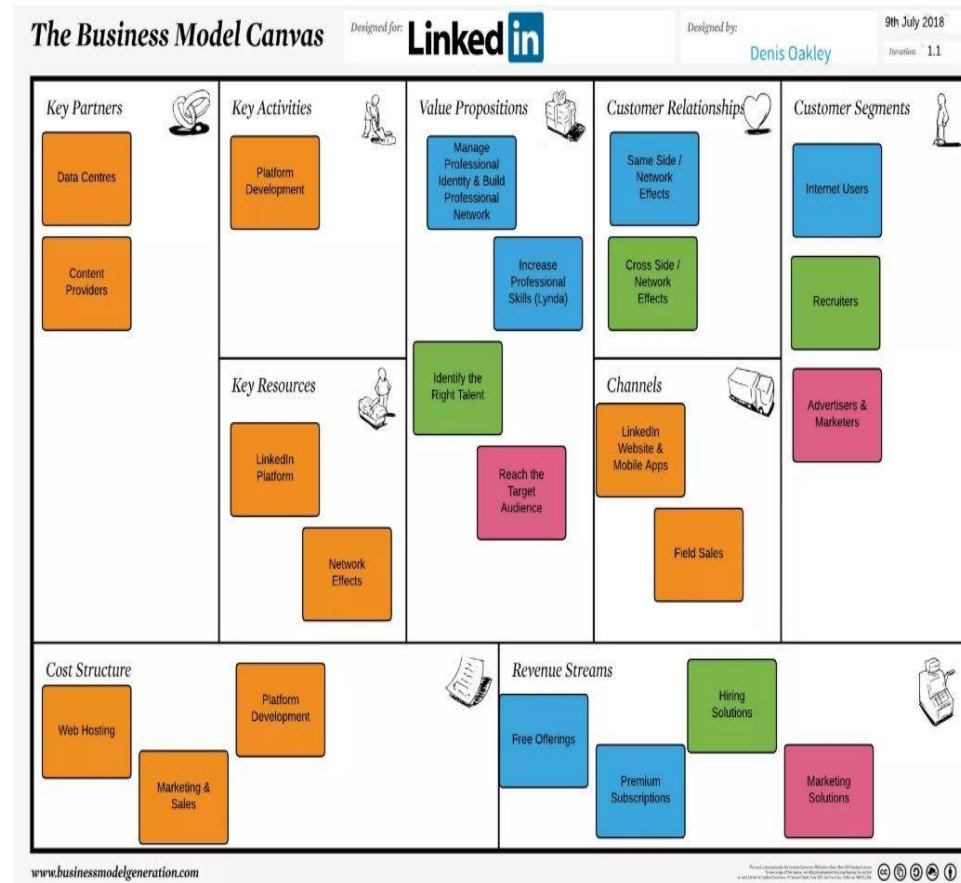 The Business Model Canvas
Designed for:
Linked in
Designed by:
Denis Oakley
9th July 2018
Iteration:
1.1
Key Partners
Data Centres
Content
Providers
Key Activities
Platform
Development
Key Resources
LinkedIn
Platform
Network
Effects
Value Propositions
Manage
Professional
Identity & Build
Professional
Network
Increase
Professional
Skills (Lynda)
Identify the
Right Talent
Reach the
Target
Audience
Customer Relationships
Same Side /
Network
Effects
Cross Side /
Network
Effects
Channels
LinkedIn
Website &
Mobile Apps
Field Sales
Customer Segments
Internet Users
Recruiters
Advertisers &
Marketers
Cost Structure
Web Hosting
Marketing &
Sales
Platform
Development
Revenue Streams
Free Offerings
Premium
Subscriptions
Hiring
Solutions
Marketing
Solutions
www.businessmodelgeneration.com